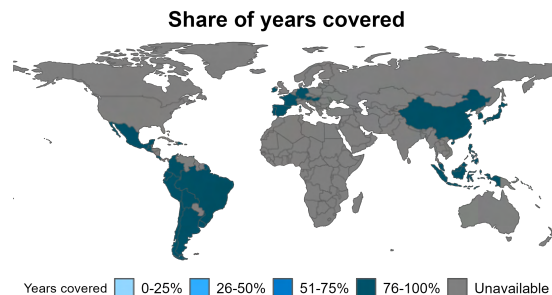 Share of years covered
Years covered 0-25% 26-50% 51-75% 76-100% Unavailable